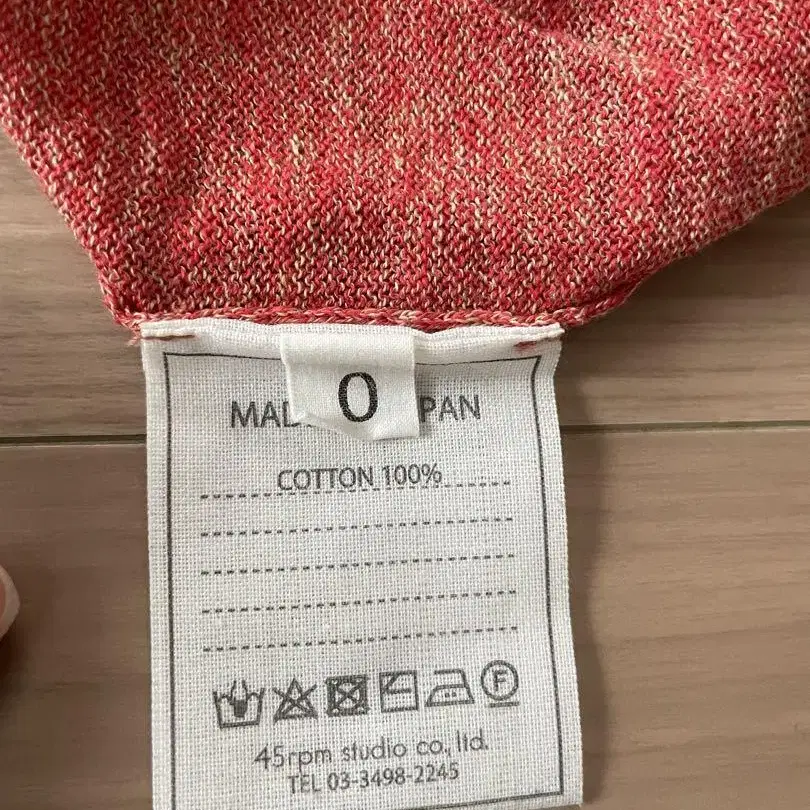 0
MAD PAN
COTTON 100%
F
45rpm studio co., ltd.
TEL 03-3498-2245